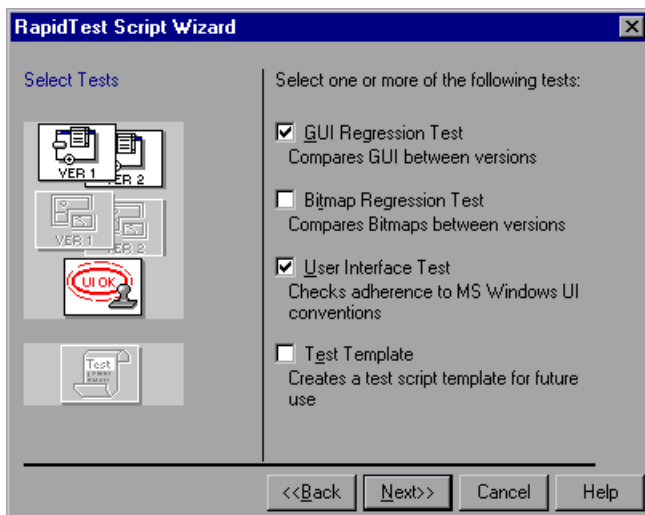 RapidTest Script Wizard
Select Tests
VER 1
VER 2
VER 1
VER 2
UI OK
Test
Select one or more of the following tests:
GUI Regression Test
Compares GUI between versions
Bitmap Regression Test
Compares Bitmaps between versions
User Interface Test
Checks adherence to MS Windows UI
conventions
Test Template
Creates a test script template for future
use
<<Back
Next>>
Cancel
Help